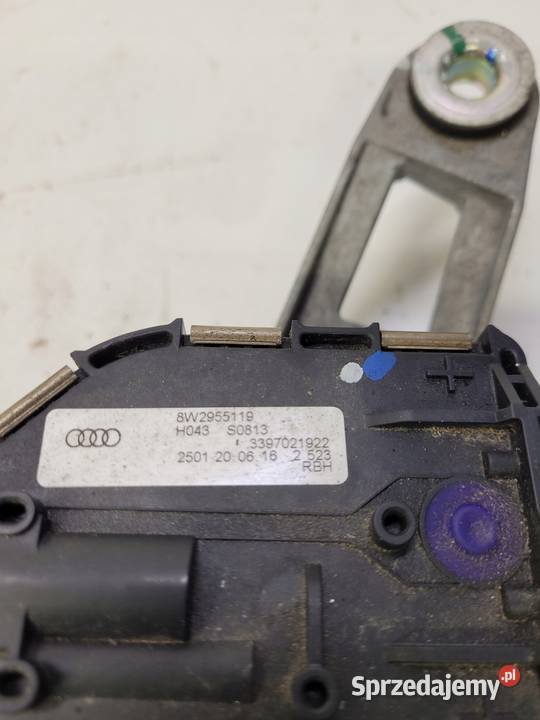 8W2955119
H043 S0813
3397021922
2501 20.06.16 2 523
RBH
Sprzedajemy.pl